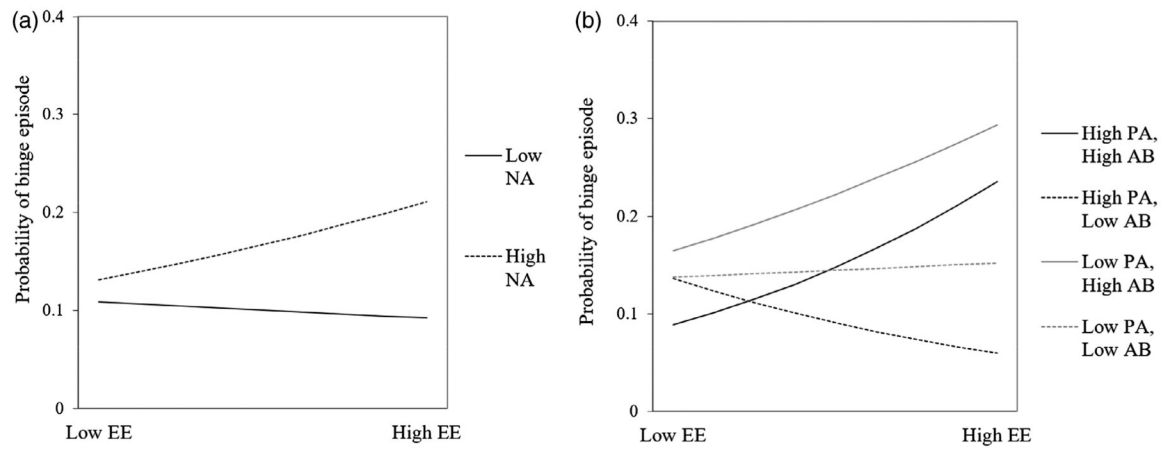 (a)
Probability of binge episode
0.4
0.3
0.2
0.1
0
Low EE
High EE
Low
NA
High
NA
(b)
Probability of binge episode
0.4
0.3
0.2
0.1
0
Low EE
High EE
High PA,
High AB
High PA,
Low AB
Low PA,
High AB
Low PA,
Low AB